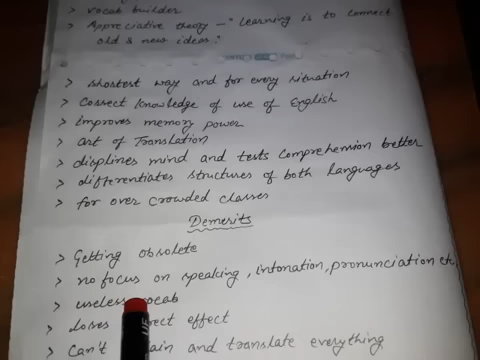 > vocab builder
> Appreciative theory - "Learning is to connect
old & new ideas."
> shortest way and for every situation
> Correct knowledge of use of English
> Improves memory power
> art of Translation
> displines mind and tests comprehension better
> differentiates structures of both languages
> for over crowded classes
Demerits
> Getting obsolete
> no focus on speaking, intonation, pronunciation etc.
> useless vocab
> loses effect
> Can't and translate everything